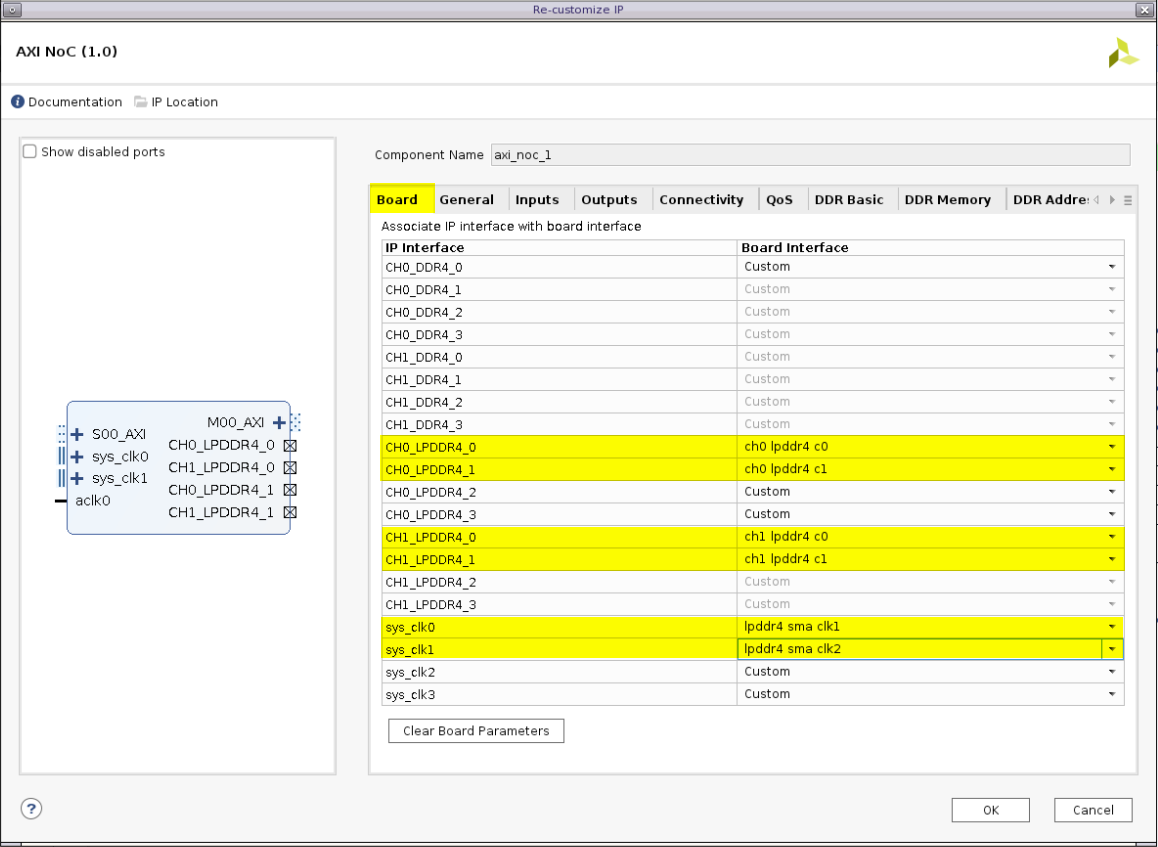 Re-customize IP
AXI NoC (1.0)
Documentation IP Location
Show disabled ports
S00_AXI
sys_clk0
sys_clk1
aclk0
M00_AXI
CH0_LPDDR4_0
CH1_LPDDR4_0
CH0_LPDDR4_1
CH1_LPDDR4_1
Component Name axi_noc_1
Board General Inputs Outputs Connectivity QoS DDR Basic DDR Memory DDR Addre
Associate IP interface with board interface
IP Interface Board Interface
CH0_DDR4_0 Custom
CH0_DDR4_1 Custom
CH0_DDR4_2 Custom
CH0_DDR4_3 Custom
CH1_DDR4_0 Custom
CH1_DDR4_1 Custom
CH1_DDR4_2 Custom
CH1_DDR4_3 Custom
CH0_LPDDR4_0 ch0 lpddr4 c0
CH0_LPDDR4_1 ch0 lpddr4 c1
CH0_LPDDR4_2 Custom
CH0_LPDDR4_3 Custom
CH1_LPDDR4_0 ch1 lpddr4 c0
CH1_LPDDR4_1 ch1 lpddr4 c1
CH1_LPDDR4_2 Custom
CH1_LPDDR4_3 Custom
sys_clk0 lpddr4 sma clk1
sys_clk1 lpddr4 sma clk2
sys_clk2 Custom
sys_clk3 Custom
Clear Board Parameters
? OK Cancel